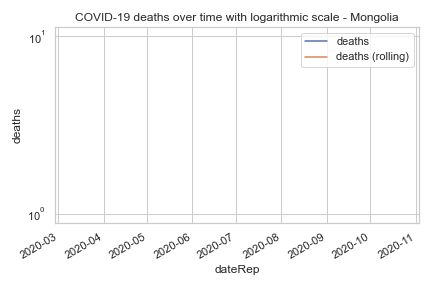 COVID-19 deaths over time with logarithmic scale - Mongolia
deaths
deaths (rolling)
10¹
10⁰
deaths
2020-03
2020-04
2020-05
2020-06
2020-07
2020-08
2020-09
2020-10
2020-11
dateRep